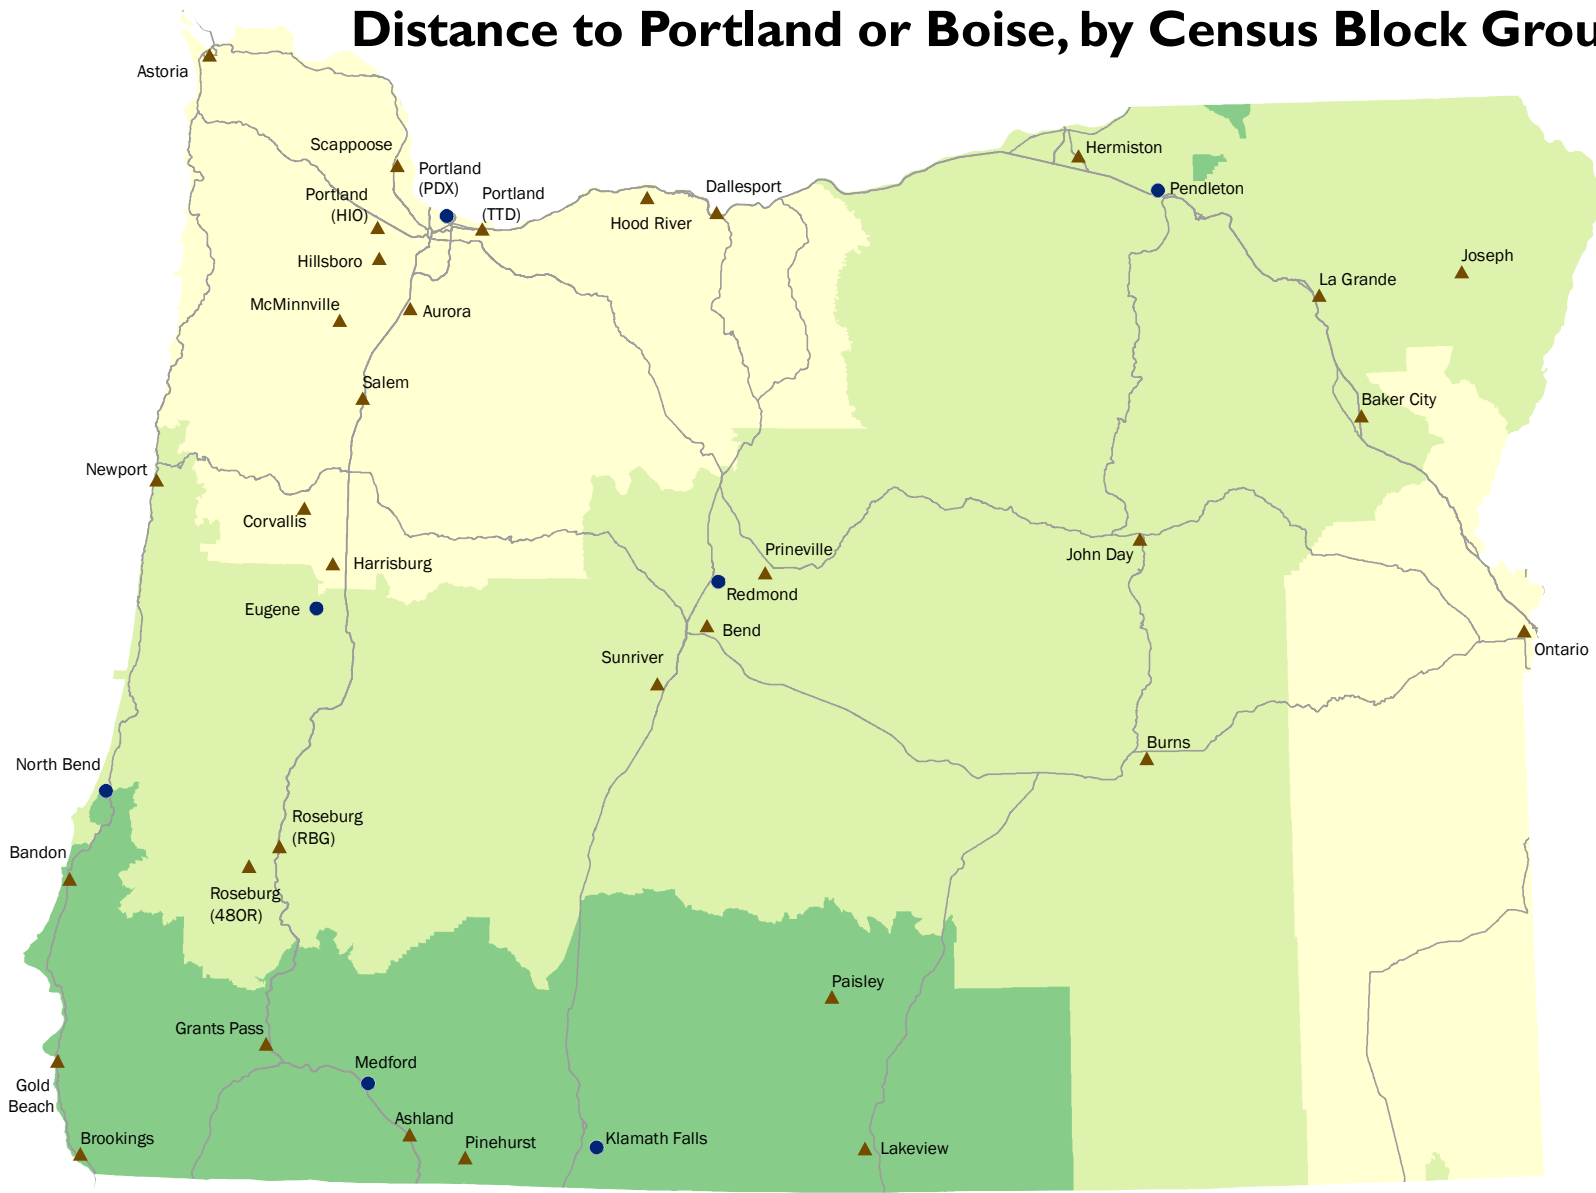 Distance to Portland or Boise, by Census Block Grou
Astoria
Scappoose
Portland
(PDX)
Portland
(HIO)
Portland
(TTD)
Hood River
Dallesport
Hermiston
Pendleton
Hillsboro
McMinnville
Aurora
La Grande
Joseph
Salem
Baker City
Newport
Corvallis
Harrisburg
Prineville
John Day
Eugene
Redmond
Bend
Sunriver
Ontario
Burns
North Bend
Roseburg
(RBG)
Bandon
Roseburg
(48OR)
Paisley
Grants Pass
Medford
Gold
Beach
Ashland
Brookings
Pinehurst
Klamath Falls
Lakeview